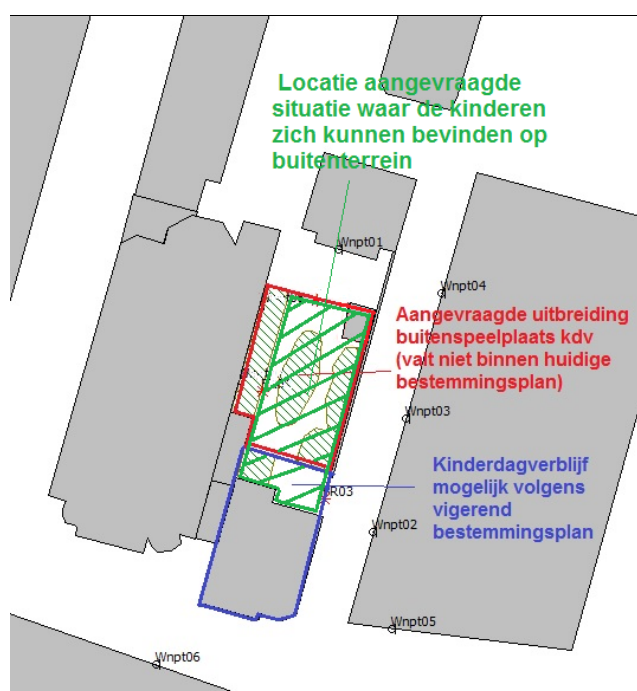 Locatie aangevraagde
situatie waar de kinderen
zich kunnen bevinden op
buitenterrein
Wnpt01
Wnpt04
Aangevraagde uitbreiding
buitenspeelplaats kdv
(valt niet binnen huidige
bestemmingsplan)
Wnpt03
Kinderdagverblijf
mogelijk volgens
vigerend
bestemmingsplan
R03
Wnpt02
Wnpt05
Wnpt06